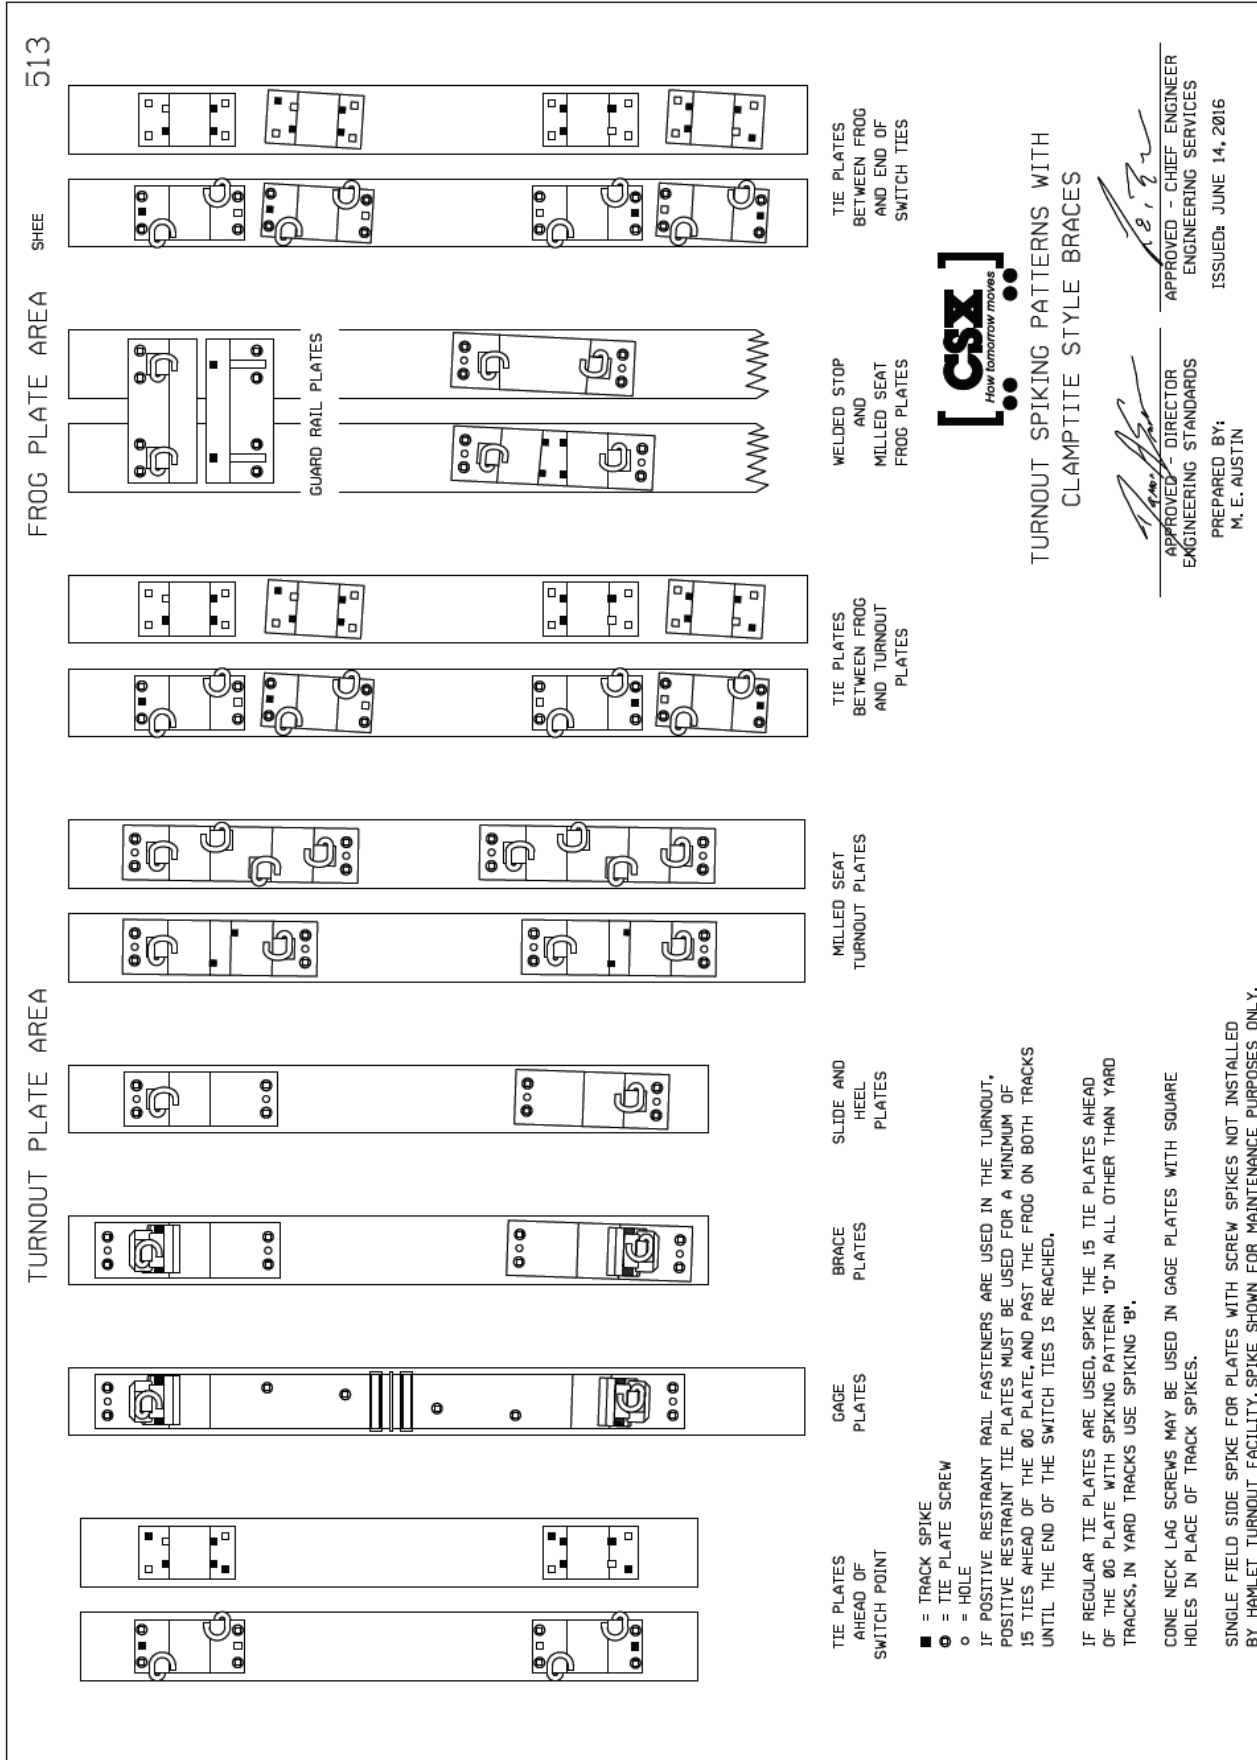 TURNOUT PLATE AREA
FROG PLATE AREA
SHEE
513
GUARD RAIL PLATES
TIE PLATES
AHEAD OF
SWITCH POINT
GAGE
PLATES
BRACE
PLATES
SLIDE AND
HEEL
PLATES
MILLED SEAT
TURNOUT PLATES
TIE PLATES
BETWEEN FROG
AND TURNOUT
PLATES
WELDED STOP
AND
MILLED SEAT
FROG PLATES
TIE PLATES
BETWEEN FROG
AND END OF
SWITCH TIES
= TRACK SPIKE
= TIE PLATE SCREW
= HOLE
IF POSITIVE RESTRAINT RAIL FASTENERS ARE USED IN THE TURNOUT,
POSITIVE RESTRAINT TIE PLATES MUST BE USED FOR A MINIMUM OF
15 TIES AHEAD OF THE 0G PLATE, AND PAST THE FROG ON BOTH TRACKS
UNTIL THE END OF THE SWITCH TIES IS REACHED.
IF REGULAR TIE PLATES ARE USED, SPIKE THE 15 TIE PLATES AHEAD
OF THE 0G PLATE WITH SPIKING PATTERN 'D' IN ALL OTHER THAN YARD
TRACKS, IN YARD TRACKS USE SPIKING 'B'.
CONE NECK LAG SCREWS MAY BE USED IN GAGE PLATES WITH SQUARE
HOLES IN PLACE OF TRACK SPIKES.
SINGLE FIELD SIDE SPIKE FOR PLATES WITH SCREW SPIKES NOT INSTALLED
BY HAMLET TURNOUT FACILITY. SPIKE SHOWN FOR MAINTENANCE PURPOSES ONLY.
[CSX]
How tomorrow moves
TURNOUT SPIKING PATTERNS WITH
CLAMPTITE STYLE BRACES
APPROVED - DIRECTOR
ENGINEERING STANDARDS
PREPARED BY:
M. E. AUSTIN
APPROVED - CHIEF ENGINEER
ENGINEERING SERVICES
ISSUED: JUNE 14, 2016